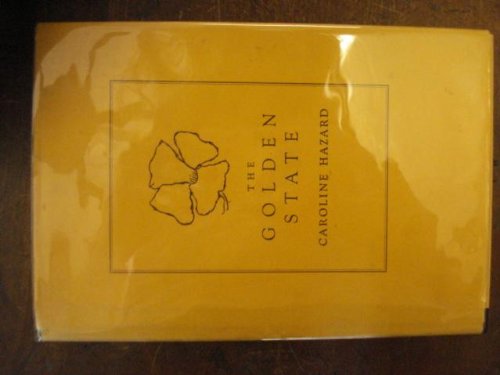 THE
GOLDEN
STATE
CAROLINE HAZARD